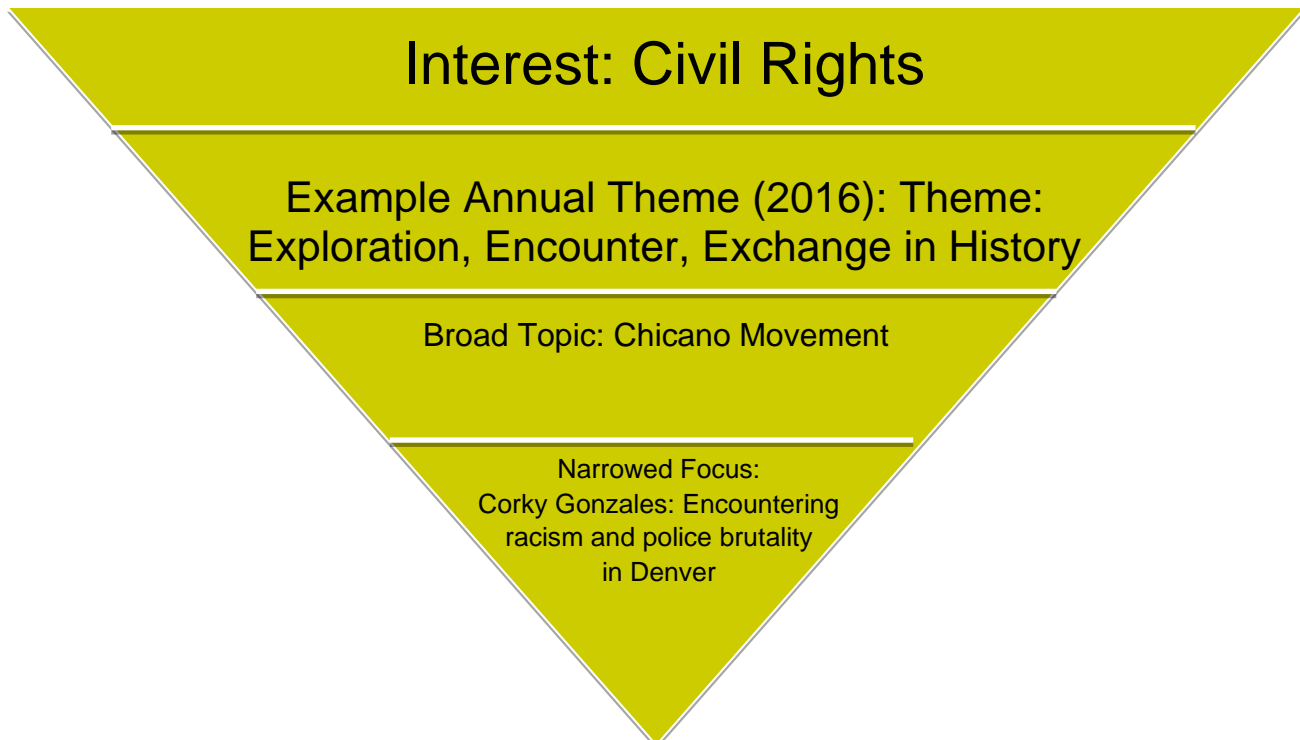 Interest: Civil Rights
Example Annual Theme (2016): Theme:
Exploration, Encounter, Exchange in History
Broad Topic: Chicano Movement
Narrowed Focus:
Corky Gonzales: Encountering
racism and police brutality
in Denver